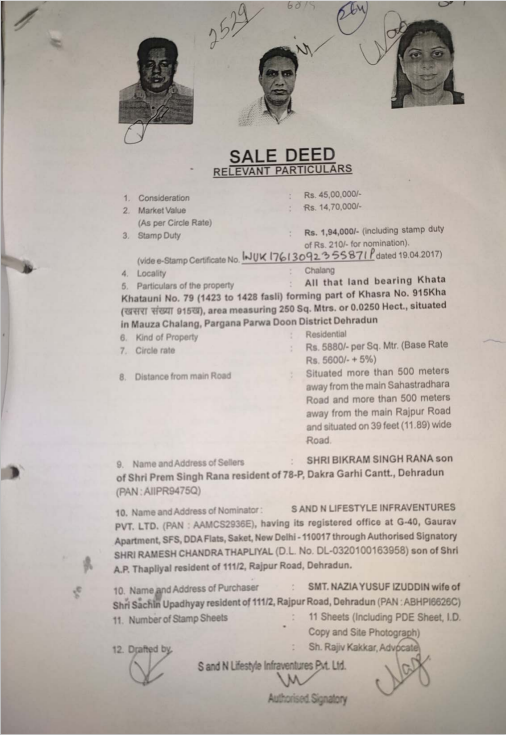 2529
SALE DEED
RELEVANT PARTICULARS
1. Consideration : Rs. 45,00,000/-
2. Market Value : Rs. 14,70,000/-
(As per Circle Rate)
3. Stamp Duty : Rs. 1,94,000/- (including stamp duty
of Rs. 210/- for nomination).
(vide e-Stamp Certificate No. INUK17613092355871P dated 19.04.2017)
4. Locality : Chalang
5. Particulars of the property : All that land bearing Khata
Khatauni No. 79 (1423 to 1428 fasli) forming part of Khasra No. 915Kha
(खसरा संख्या 915ख), area measuring 250 Sq. Mtrs. or 0.0250 Hect., situated
in Mauza Chalang, Pargana Parwa Doon District Dehradun
6. Kind of Property : Residential
7. Circle rate : Rs. 5880/- per Sq. Mtr. (Base Rate
Rs. 5600/- + 5%)
8. Distance from main Road : Situated more than 500 meters
away from the main Sahastradhara
Road and more than 500 meters
away from the main Rajpur Road
and situated on 39 feet (11.89) wide
Road.
9. Name and Address of Sellers : SHRI BIKRAM SINGH RANA son
of Shri Prem Singh Rana resident of 78-P, Dakra Garhi Cantt., Dehradun
(PAN : AIIPR9475Q)
10. Name and Address of Nominator : S AND N LIFESTYLE INFRAVENTURES
PVT. LTD. (PAN : AAMCS2936E), having its registered office at G-40, Gaurav
Apartment, SFS, DDA Flats, Saket, New Delhi - 110017 through Authorised Signatory
SHRI RAMESH CHANDRA THAPLIYAL (D.L. No. DL-0320100163958) son of Shri
A.P. Thapliyal resident of 111/2, Rajpur Road, Dehradun.
10. Name and Address of Purchaser : SMT. NAZIA YUSUF IZUDDIN wife of
Shri Sachin Upadhyay resident of 111/2, Rajpur Road, Dehradun (PAN : ABHPI6626C)
11. Number of Stamp Sheets : 11 Sheets (Including PDE Sheet, I.D.
Copy and Site Photograph)
12. Drafted by : Sh. Rajiv Kakkar, Advocate
S and N Lifestyle Infraventures Pvt. Ltd.
Authorised Signatory